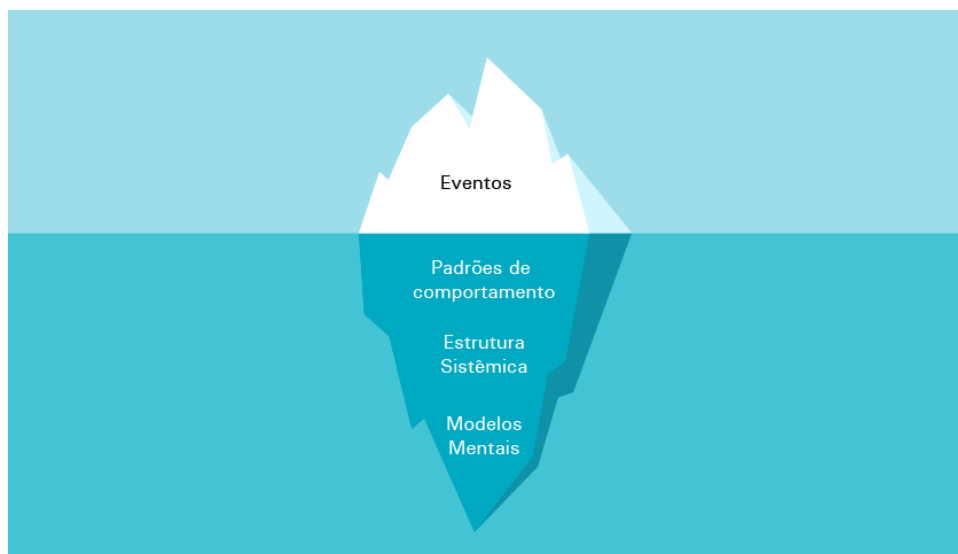 Eventos
Padrões de
comportamento
Estrutura
Sistêmica
Modelos
Mentais